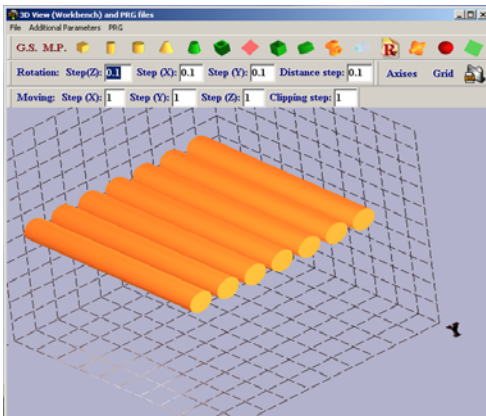 3D View (Workbench) and PRG files
File Additional Parameters PRG
G.S. M.P. R
Rotation: Step(Z): 0.1 Step (X): 0.1 Step (Y): 0.1 Distance step: 0.1 Axises Grid
Moving: Step (X): 1 Step (Y): 1 Step (Z): 1 Clipping step: 1